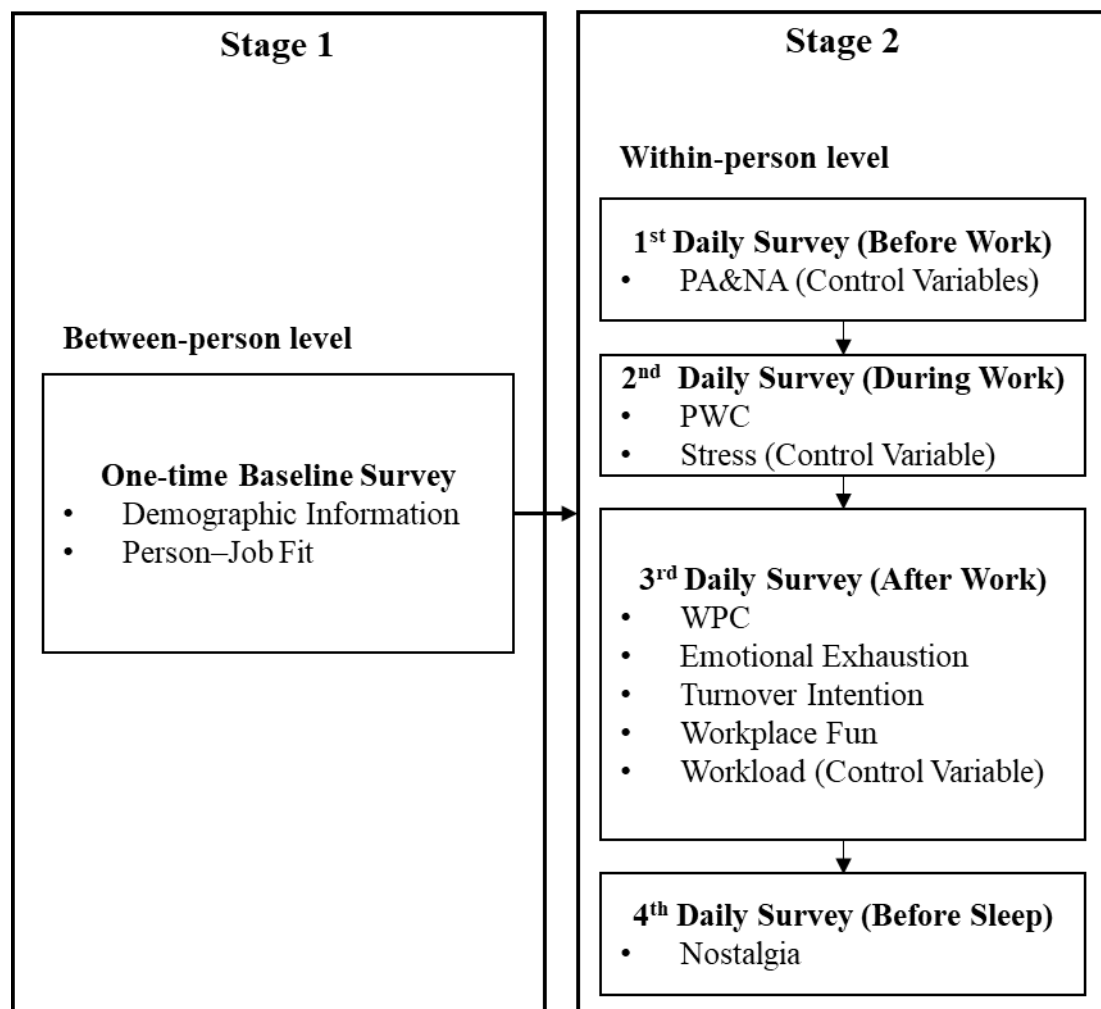 Stage 1
Between-person level
One-time Baseline Survey
• Demographic Information
• Person–Job Fit
Stage 2
Within-person level
1st Daily Survey (Before Work)
• PA&NA (Control Variables)
2nd Daily Survey (During Work)
• PWC
• Stress (Control Variable)
3rd Daily Survey (After Work)
• WPC
• Emotional Exhaustion
• Turnover Intention
• Workplace Fun
• Workload (Control Variable)
4th Daily Survey (Before Sleep)
• Nostalgia